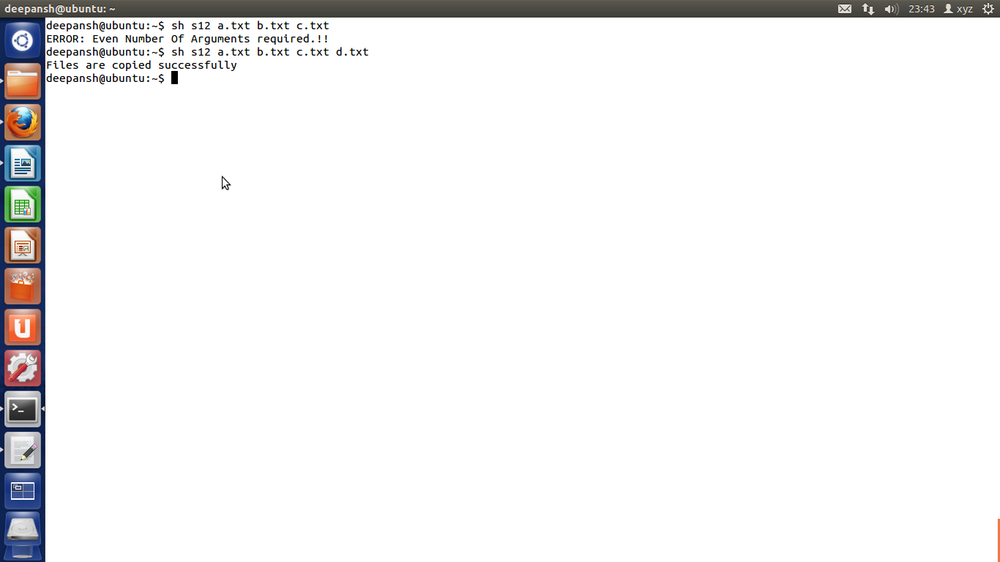 deepansh@ubuntu: ~
23:43
xyz
deepansh@ubuntu:~$ sh s12 a.txt b.txt c.txt
ERROR: Even Number Of Arguments required.!!
deepansh@ubuntu:~$ sh s12 a.txt b.txt c.txt d.txt
Files are copied successfully
deepansh@ubuntu:~$